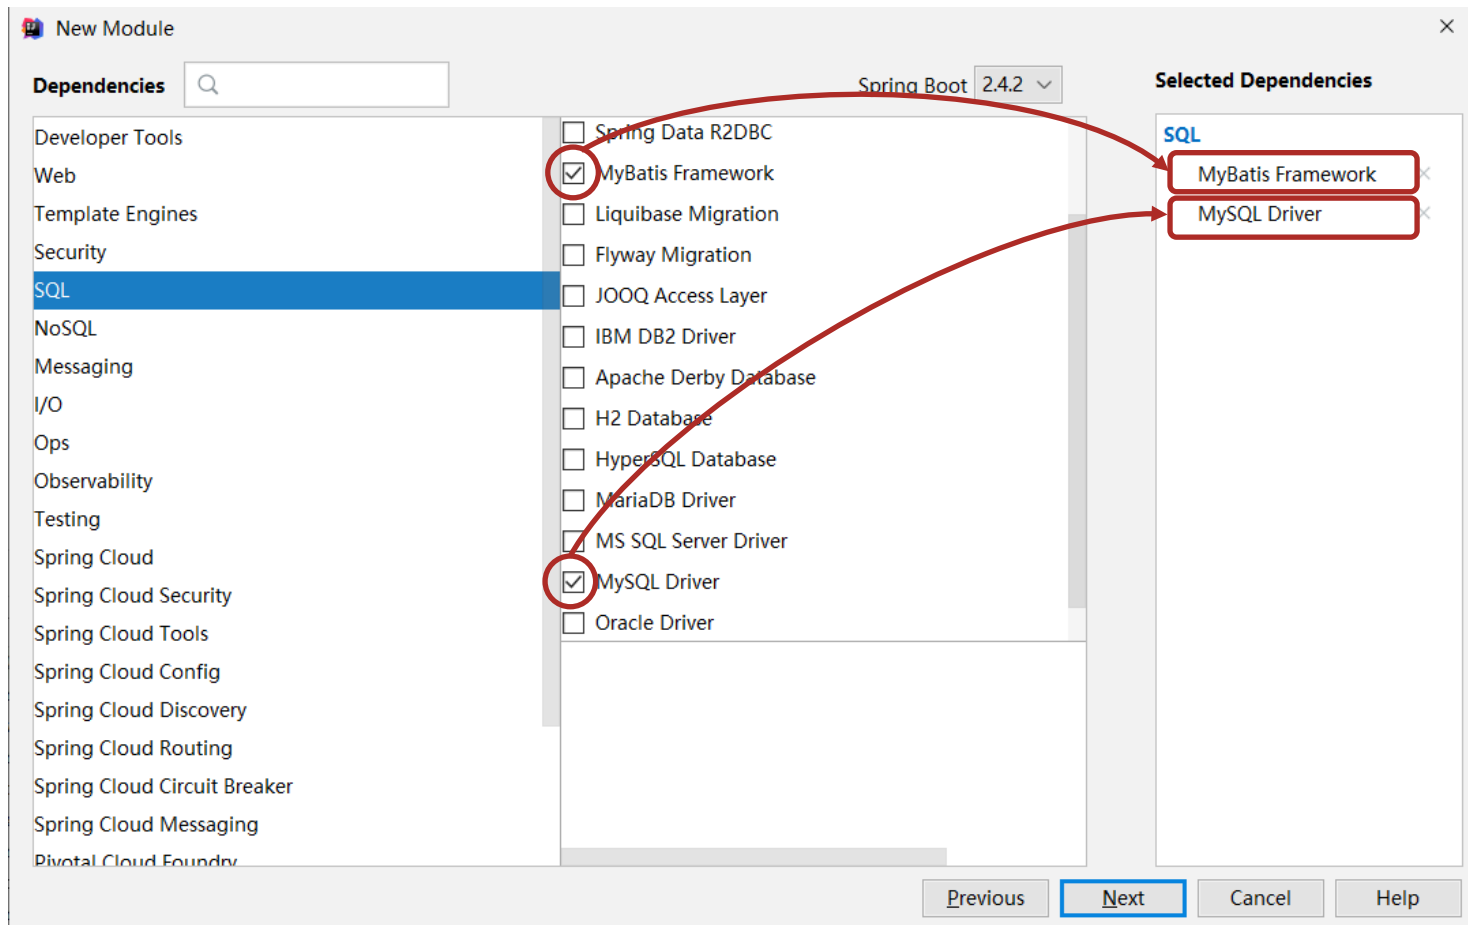 New Module
Dependencies
Spring Boot 2.4.2
Selected Dependencies
Developer Tools
Web
Template Engines
Security
SQL
NoSQL
Messaging
I/O
Ops
Observability
Testing
Spring Cloud
Spring Cloud Security
Spring Cloud Tools
Spring Cloud Config
Spring Cloud Discovery
Spring Cloud Routing
Spring Cloud Circuit Breaker
Spring Cloud Messaging
Pivotal Cloud Foundry
Spring Data R2DBC
MyBatis Framework
Liquibase Migration
Flyway Migration
JOOQ Access Layer
IBM DB2 Driver
Apache Derby Database
H2 Database
HyperSQL Database
MariaDB Driver
MS SQL Server Driver
MySQL Driver
Oracle Driver
SQL
MyBatis Framework
MySQL Driver
Previous
Next
Cancel
Help